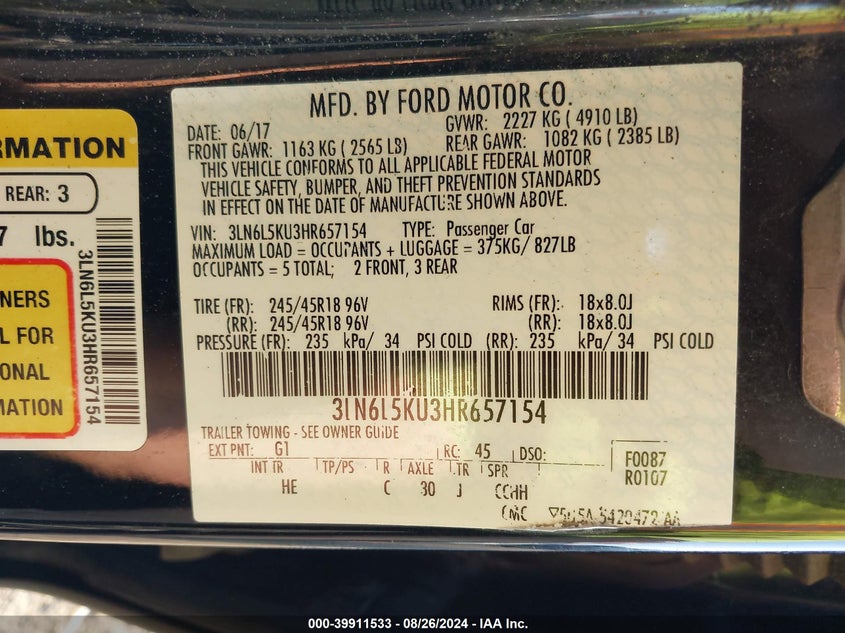 RMATION
REAR: 3
7 lbs.
NERS
L FOR
ONAL
MATION
3LN6L5KU3HR657154
MFD. BY FORD MOTOR CO.
DATE: 06/17 GVWR: 2227 KG ( 4910 LB)
FRONT GAWR: 1163 KG ( 2565 LB) REAR GAWR: 1082 KG ( 2385 LB)
THIS VEHICLE CONFORMS TO ALL APPLICABLE FEDERAL MOTOR
VEHICLE SAFETY, BUMPER, AND THEFT PREVENTION STANDARDS
IN EFFECT ON THE DATE OF MANUFACTURE SHOWN ABOVE.
VIN: 3LN6L5KU3HR657154 TYPE: Passenger Car
MAXIMUM LOAD = OCCUPANTS + LUGGAGE = 375KG/ 827LB
OCCUPANTS = 5 TOTAL; 2 FRONT, 3 REAR
TIRE (FR): 245/45R18 96V RIMS (FR): 18x8.0J
(RR): 245/45R18 96V (RR): 18x8.0J
PRESSURE (FR): 235 kPa/ 34 PSI COLD (RR): 235 kPa/ 34 PSI COLD
3LN6L5KU3HR657154
TRAILER TOWING - SEE OWNER GUIDE
EXT PNT: G1 RC: 45 DSO: F0087
INT TR TP/PS R AXLE TR SPR R0107
HE C 30 J CCHH
CMC
000-39911533 - 08/26/2024 - IAA Inc.